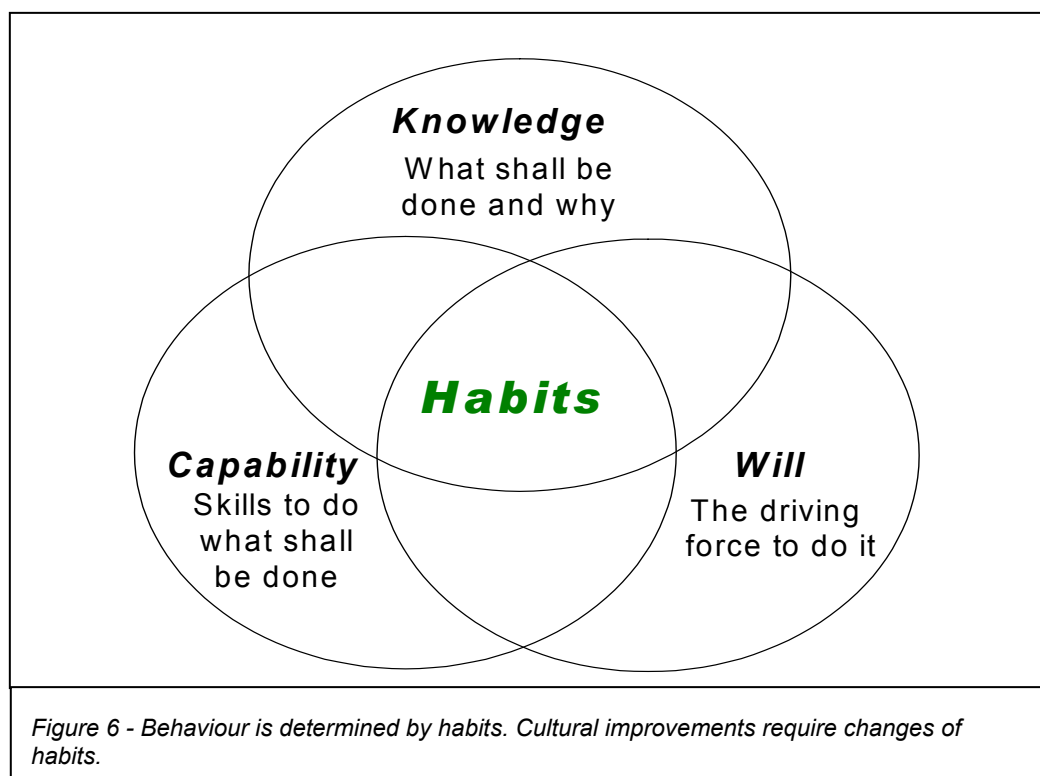 Knowledge
What shall be
done and why
Habits
Capability
Skills to do
what shall
be done
Will
The driving
force to do it
Figure 6 - Behaviour is determined by habits. Cultural improvements require changes of
habits.